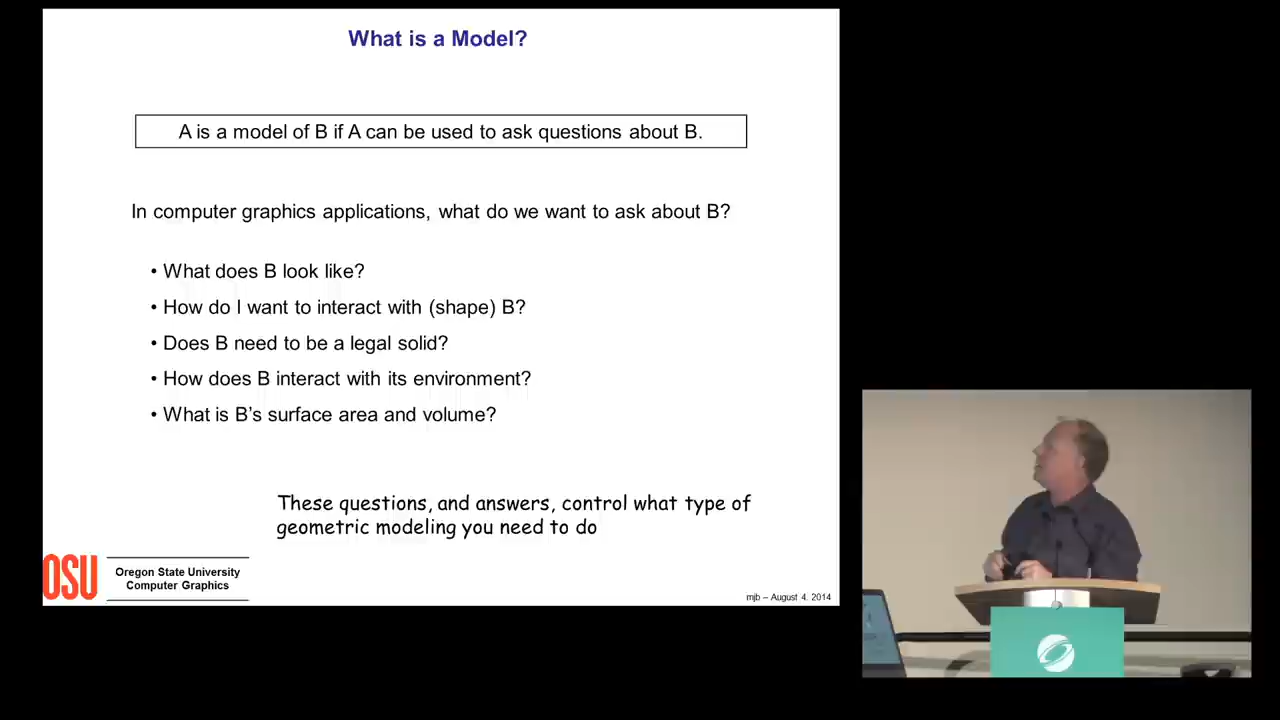 What is a Model?
A is a model of B if A can be used to ask questions about B.
In computer graphics applications, what do we want to ask about B?
• What does B look like?
• How do I want to interact with (shape) B?
• Does B need to be a legal solid?
• How does B interact with its environment?
• What is B’s surface area and volume?
These questions, and answers, control what type of
geometric modeling you need to do
OSU
Oregon State University
Computer Graphics
mjb – August 4, 2014